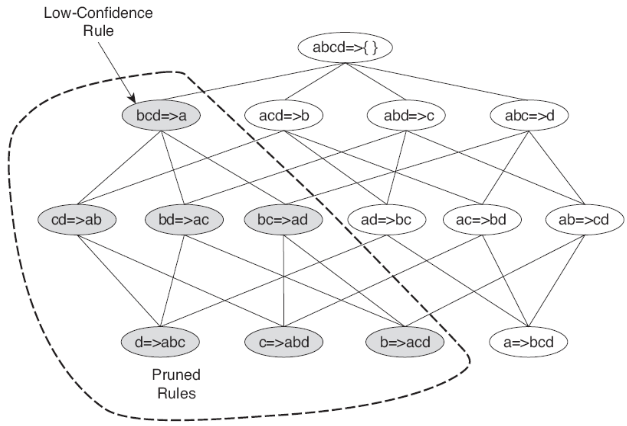 Low-Confidence
Rule
abcd=>{ }
bcd=>a
acd=>b
abd=>c
abc=>d
cd=>ab
bd=>ac
bc=>ad
ad=>bc
ac=>bd
ab=>cd
d=>abc
c=>abd
b=>acd
a=>bcd
Pruned
Rules